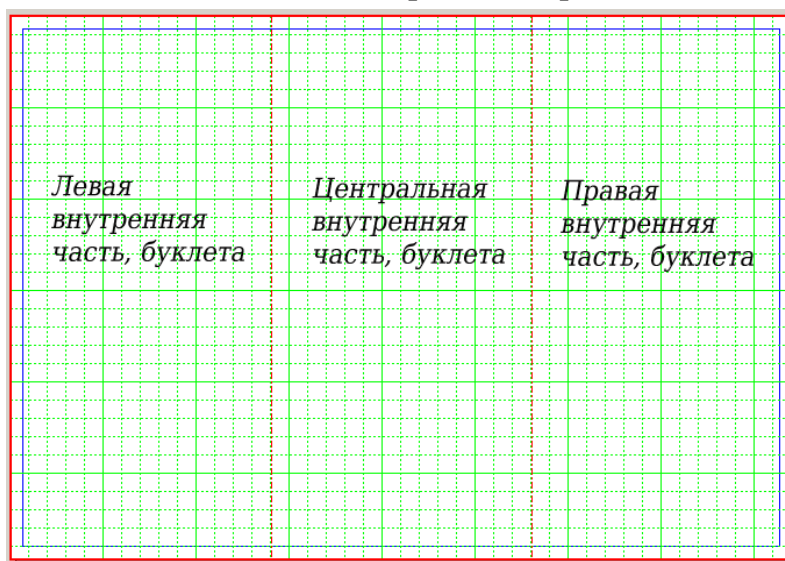 Левая
внутренняя
часть, буклета
Центральная
внутренняя
часть, буклета
Правая
внутренняя
часть, буклета